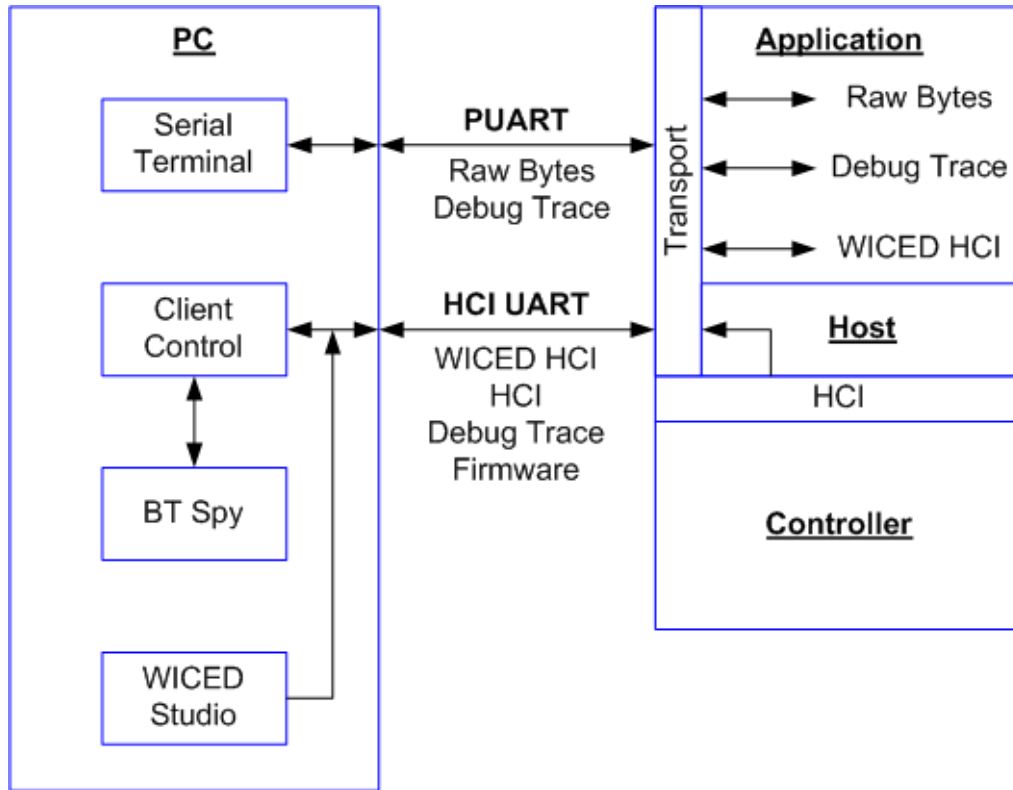 PC
Serial
Terminal
Client
Control
BT Spy
WICED
Studio
PUART
Raw Bytes
Debug Trace
HCI UART
WICED HCI
HCI
Debug Trace
Firmware
Transport
Application
Raw Bytes
Debug Trace
WICED HCI
Host
HCI
Controller